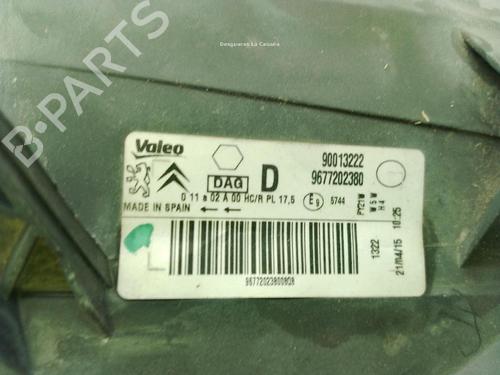 Desguaces La Cabaña
B-PARTS
Valeo
90013222
9677202380
DAG
D
0 11 a 02 A 00 HC/R PL 17,5
E9
5744
PY21W
W5W
H4
MADE IN SPAIN
L
1322
21/04/15 10:25